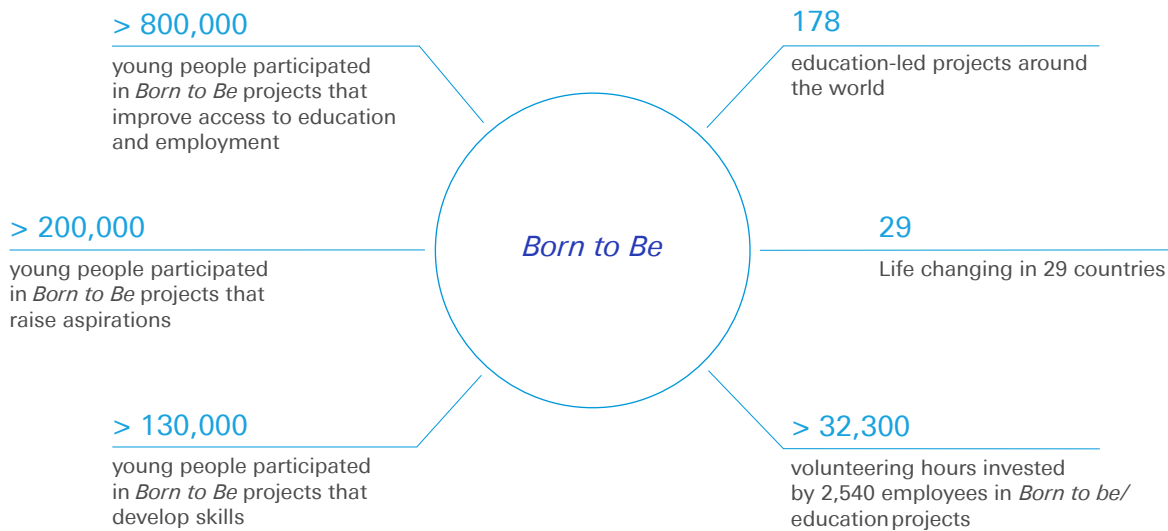 > 800,000
young people participated
in Born to Be projects that
improve access to education
and employment
> 200,000
young people participated
in Born to Be projects that
raise aspirations
> 130,000
young people participated
in Born to Be projects that
develop skills
Born to Be
178
education-led projects around
the world
29
Life changing in 29 countries
> 32,300
volunteering hours invested
by 2,540 employees in Born to be/
education projects